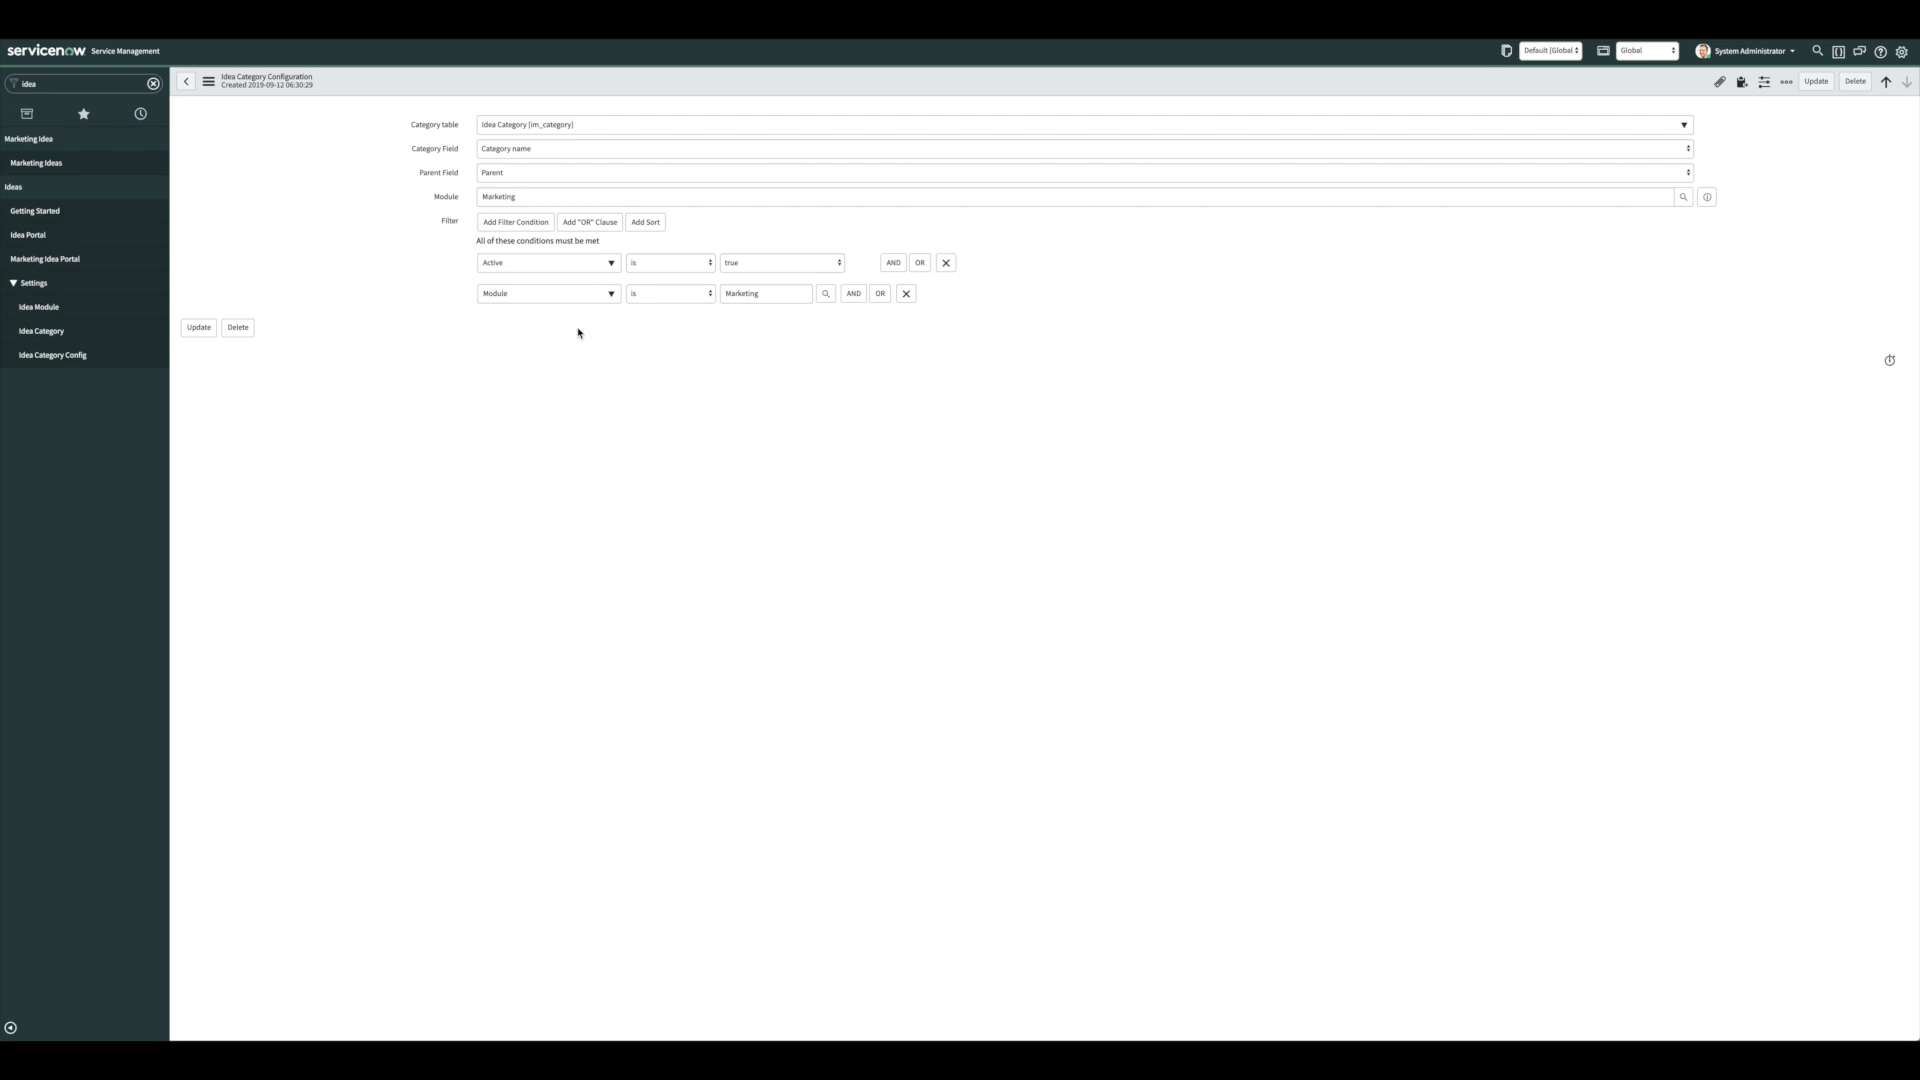 servicenow Service Management
Default [Global
Global
System Administrator
idea
Idea Category Configuration
Created 2019-09-12 06:30:29
Update
Delete
Marketing Idea
Marketing Ideas
Ideas
Getting Started
Idea Portal
Marketing Idea Portal
Settings
Idea Module
Idea Category
Idea Category Config
Category table
Idea Category [im_category]
Category Field
Category name
Parent Field
Parent
Module
Marketing
Filter
Add Filter Condition
Add "OR" Clause
Add Sort
All of these conditions must be met
Active
is
true
AND
OR
Module
is
Marketing
AND
OR
Update
Delete